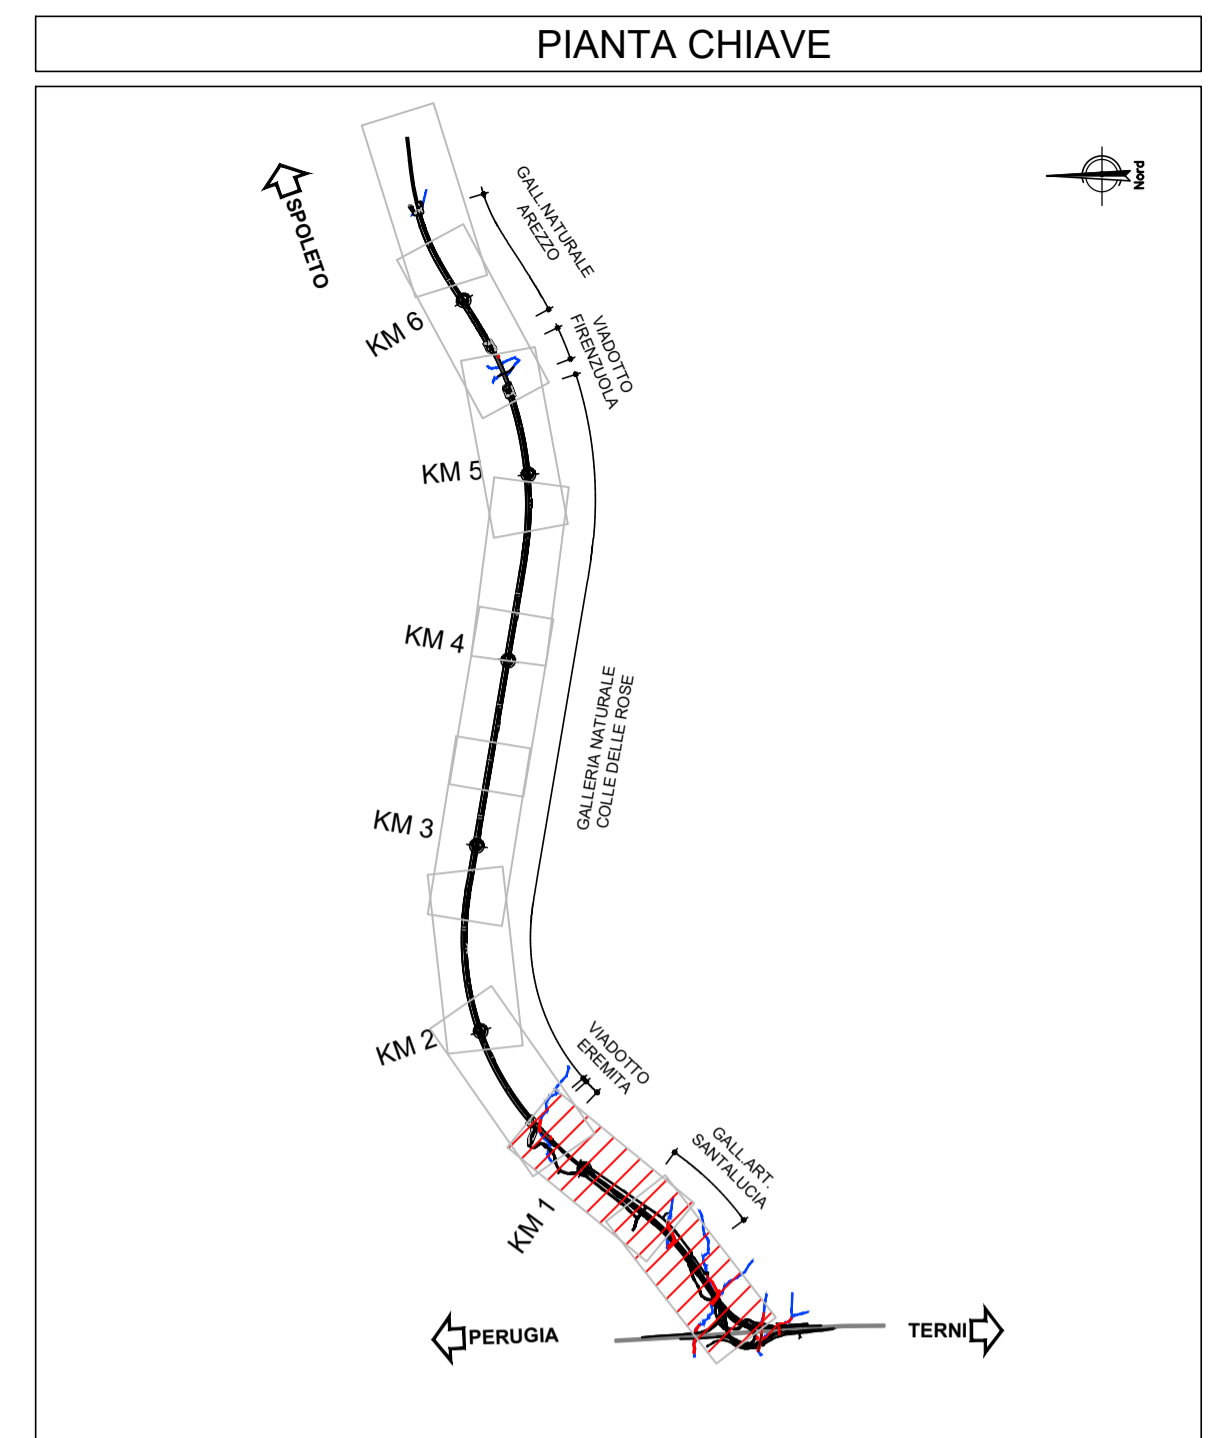 PIANTA CHIAVE
Nord
SPOLETO
GALL.NATURALE
AREZZO
KM 6
VIADOTTO
FIRENZUOLA
KM 5
KM 4
GALLERIA NATURALE
COLLE DELLE ROSE
KM 3
KM 2
VIADOTTO
EREMITA
GALL.ART.
SANTALUCIA
KM 1
PERUGIA
TERNI